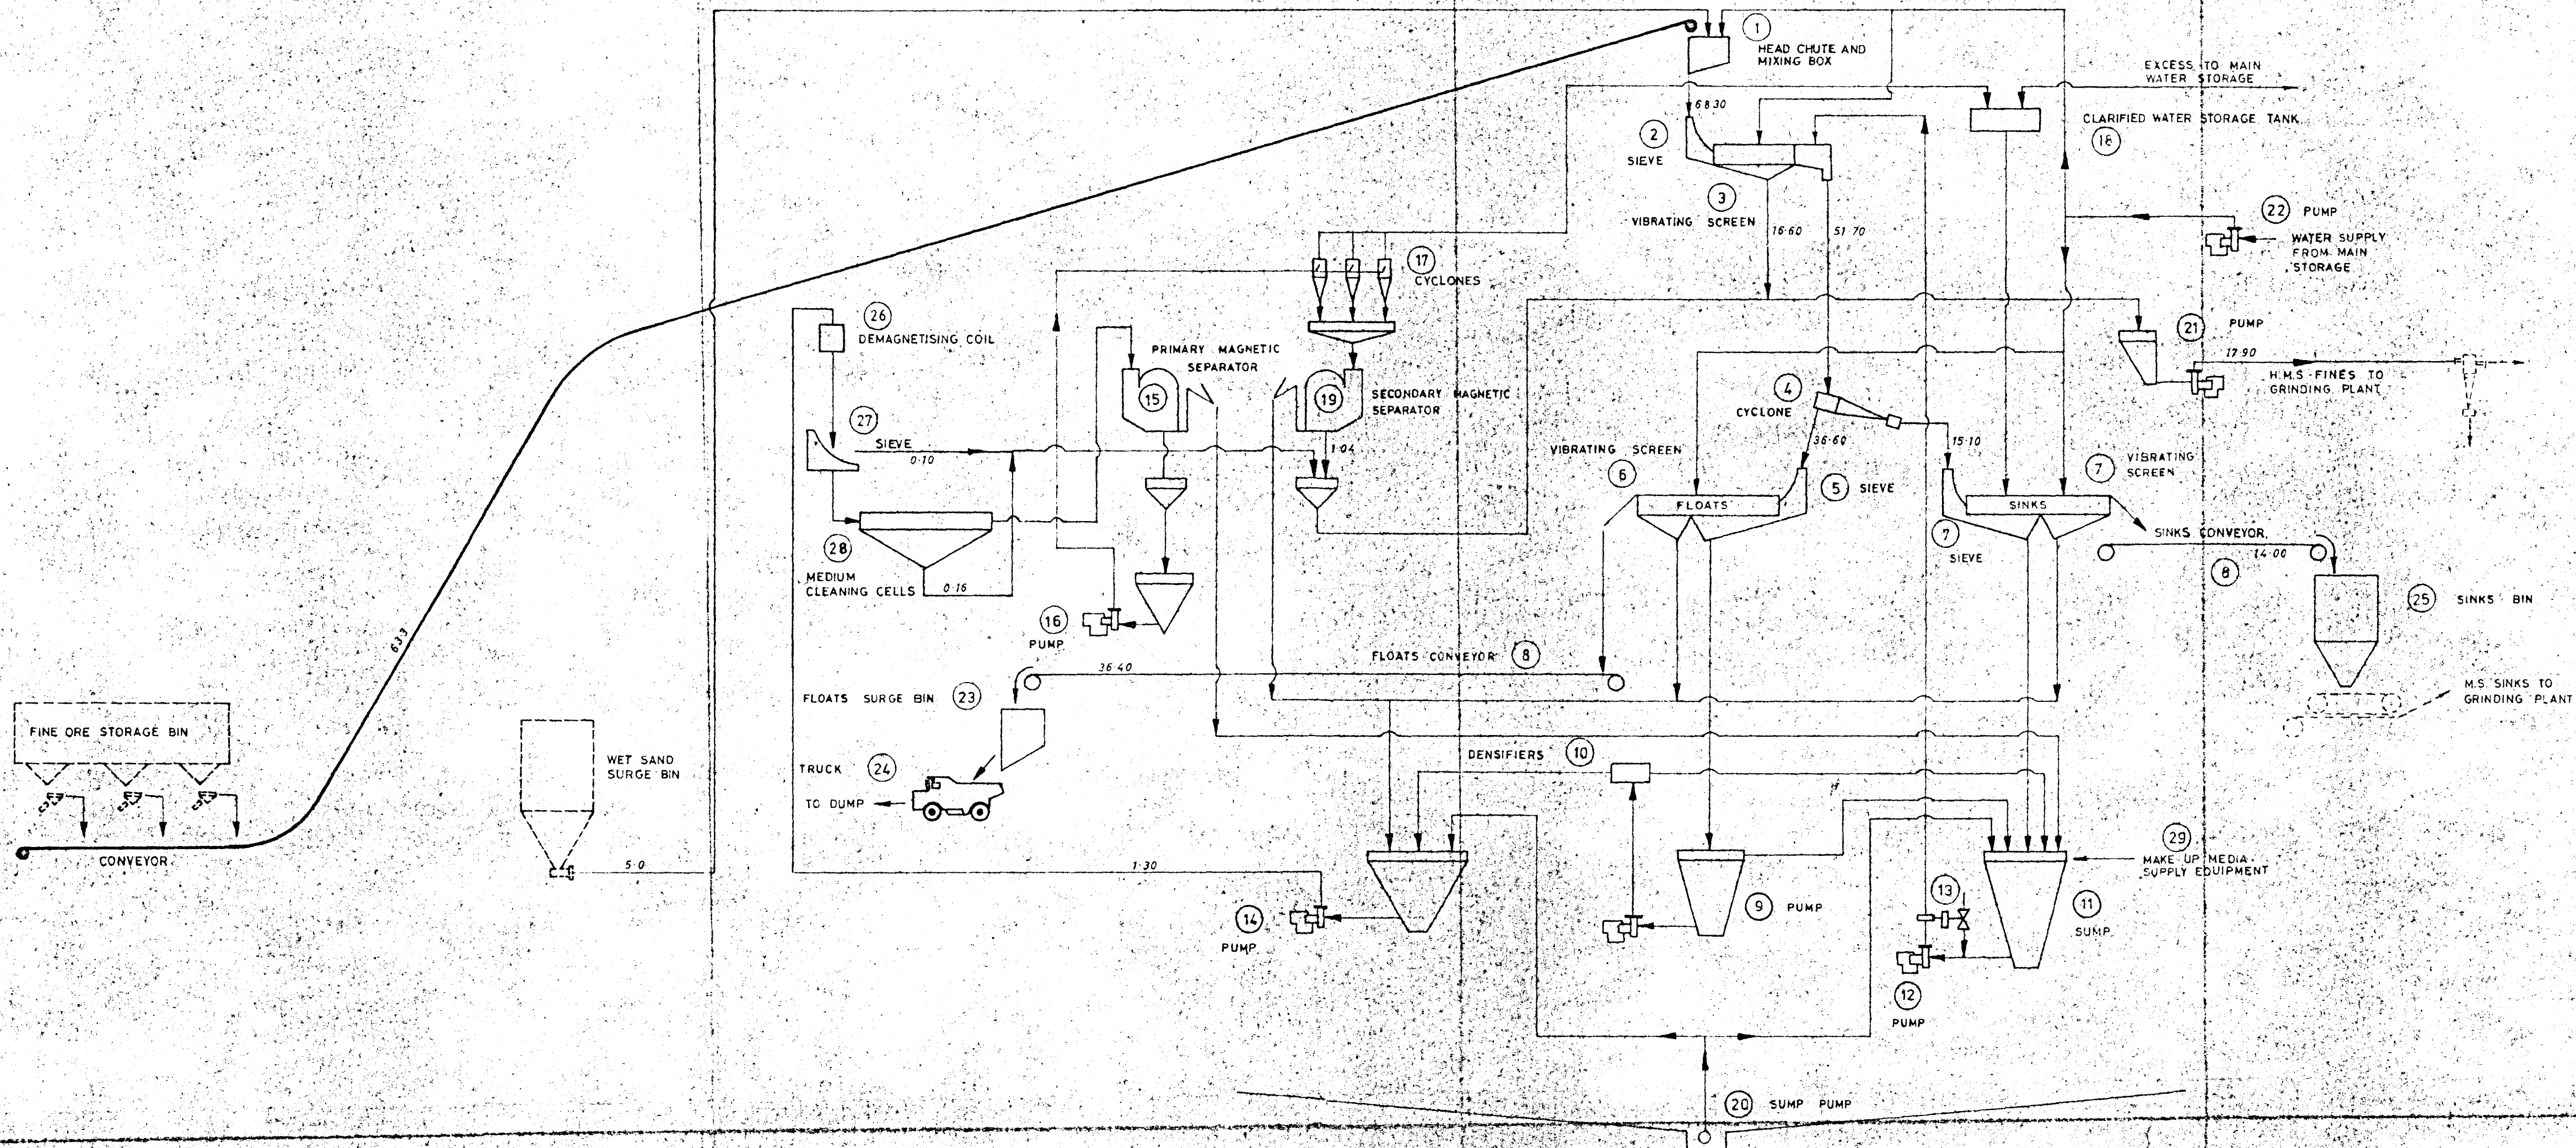 1
HEAD CHUTE AND
MIXING BOX
EXCESS TO MAIN
WATER STORAGE
68·30
2
SIEVE
CLARIFIED WATER STORAGE TANK
18
3
VIBRATING SCREEN
16·60
51·70
22
PUMP
WATER SUPPLY
FROM MAIN
STORAGE
17
CYCLONES
26
DEMAGNETISING COIL
21
PUMP
17·90
H.M.S. FINES TO
GRINDING PLANT
PRIMARY MAGNETIC
SEPARATOR
15
19
SECONDARY MAGNETIC
SEPARATOR
4
CYCLONE
27
SIEVE
0·10
1·04
36·60
15·10
VIBRATING SCREEN
6
5
SIEVE
7
VIBRATING
SCREEN
FLOATS
SINKS
28
MEDIUM
CLEANING CELLS
0·16
7
SIEVE
SINKS CONVEYOR
14·00
8
25
SINKS BIN
16
PUMP
63·3
36·40
FLOATS CONVEYOR
8
FLOATS SURGE BIN
23
M.S. SINKS TO
GRINDING PLANT
FINE ORE STORAGE BIN
WET SAND
SURGE BIN
TRUCK
24
TO DUMP
DENSIFIERS
10
CONVEYOR
5·0
1·30
29
MAKE UP MEDIA
SUPPLY EQUIPMENT
14
PUMP
9
PUMP
13
11
SUMP
12
PUMP
20
SUMP PUMP